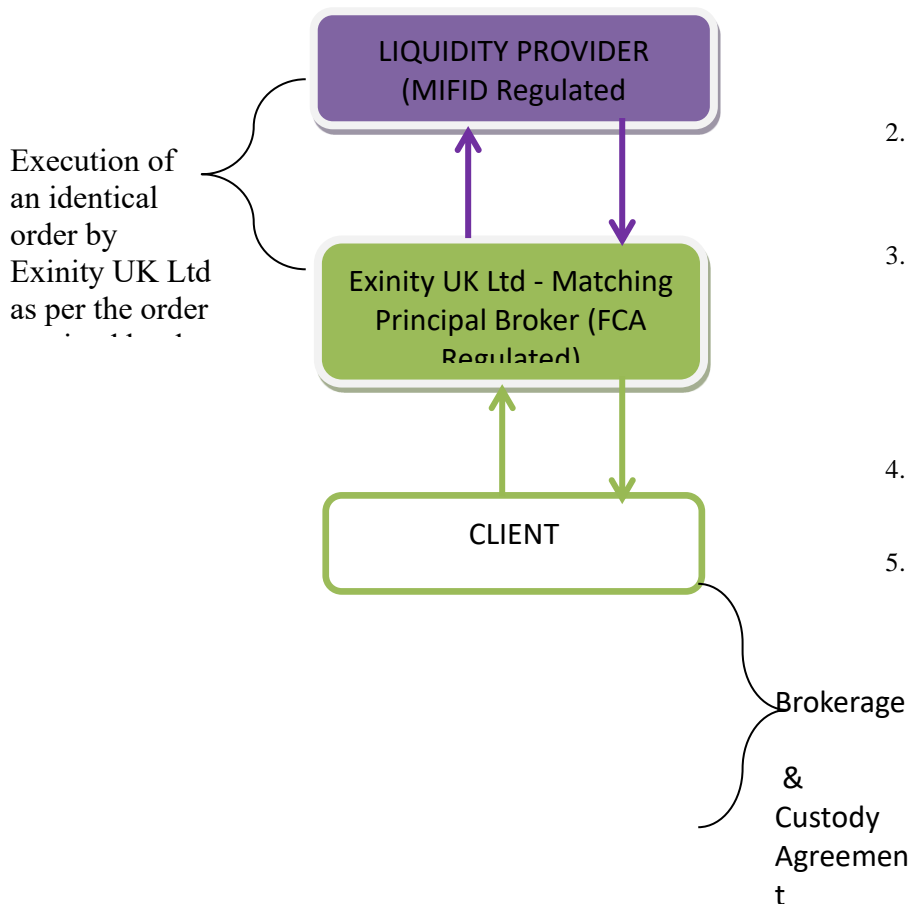 LIQUIDITY PROVIDER
(MIFID Regulated
2.
Execution of
an identical
order by
Exinity UK Ltd
as per the order
3.
Exinity UK Ltd - Matching
Principal Broker (FCA
Regulated)
4.
CLIENT
5.
Brokerage
&
Custody
Agreemen
t